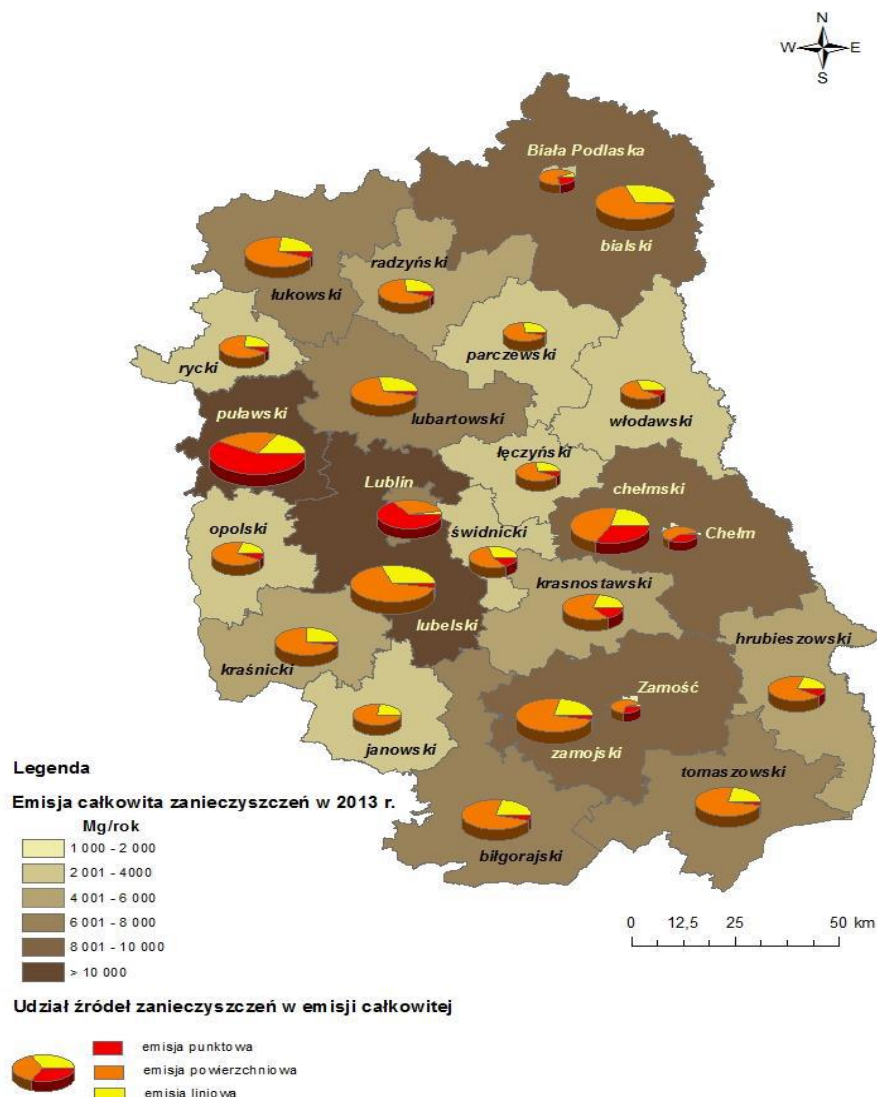 N
W E
S
Biała Podlaska
bialski
radzyński
łukowski
parczewski
rycki
włodawski
puławski
lubartowski
łęczyński
Lublin
chełmski
opolski
świdnicki
Chełm
krasnostawski
lubelski
hrubieszowski
kraśnicki
Zamość
janowski
zamojski
tomaszowski
biłgorajski
Legenda
Emisja całkowita zanieczyszczeń w 2013 r.
Mg/rok
1 000 - 2 000
2 001 - 4000
4 001 - 6 000
6 001 - 8 000
8 001 - 10 000
> 10 000
0 12,5 25 50 km
Udział źródeł zanieczyszczeń w emisji całkowitej
emisja punktowa
emisja powierzchniowa
emisja liniowa